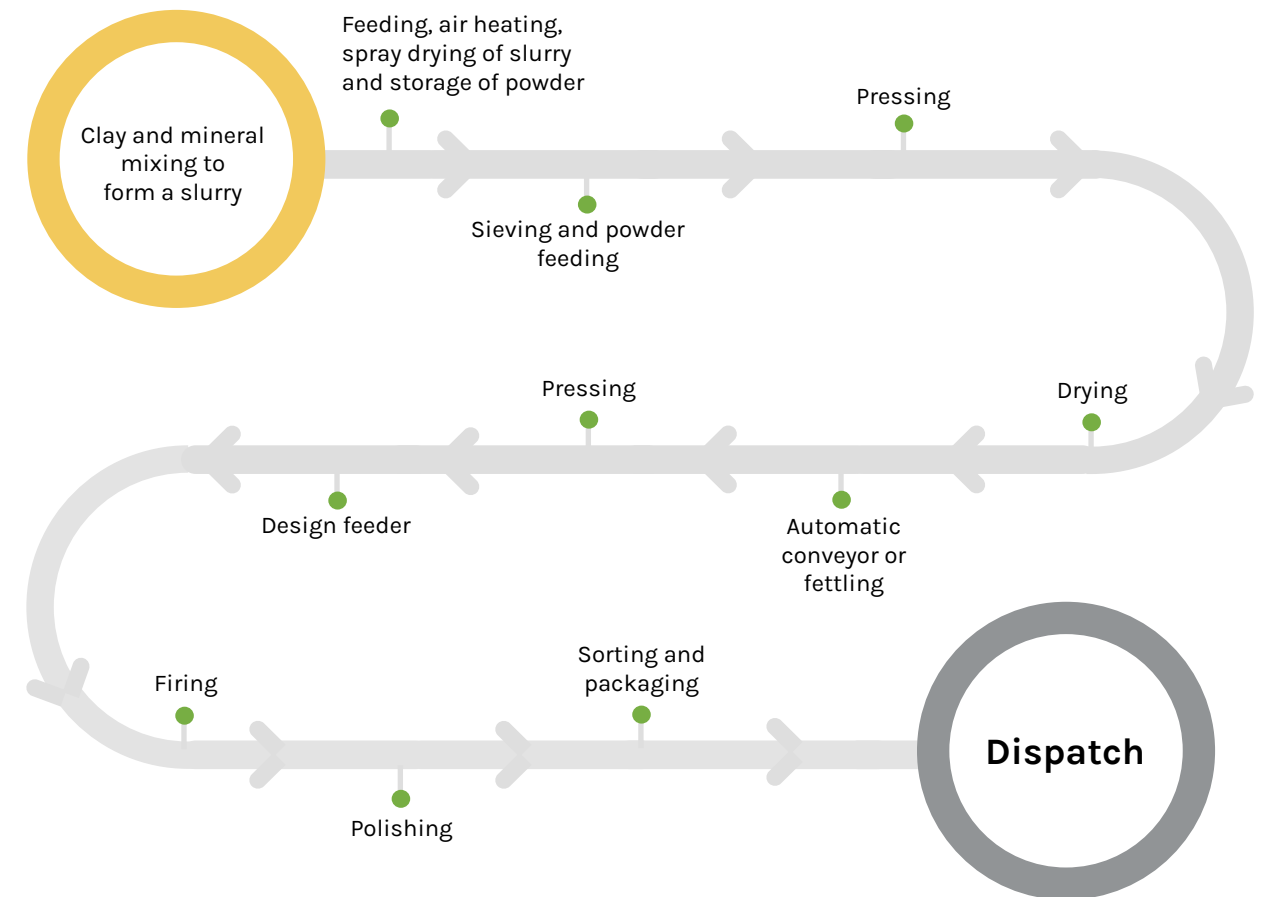 Clay and mineral
mixing to
form a slurry
Feeding, air heating,
spray drying of slurry
and storage of powder
Sieving and powder
feeding
Pressing
Drying
Automatic
conveyor or
fettling
Pressing
Design feeder
Firing
Polishing
Sorting and
packaging
Dispatch